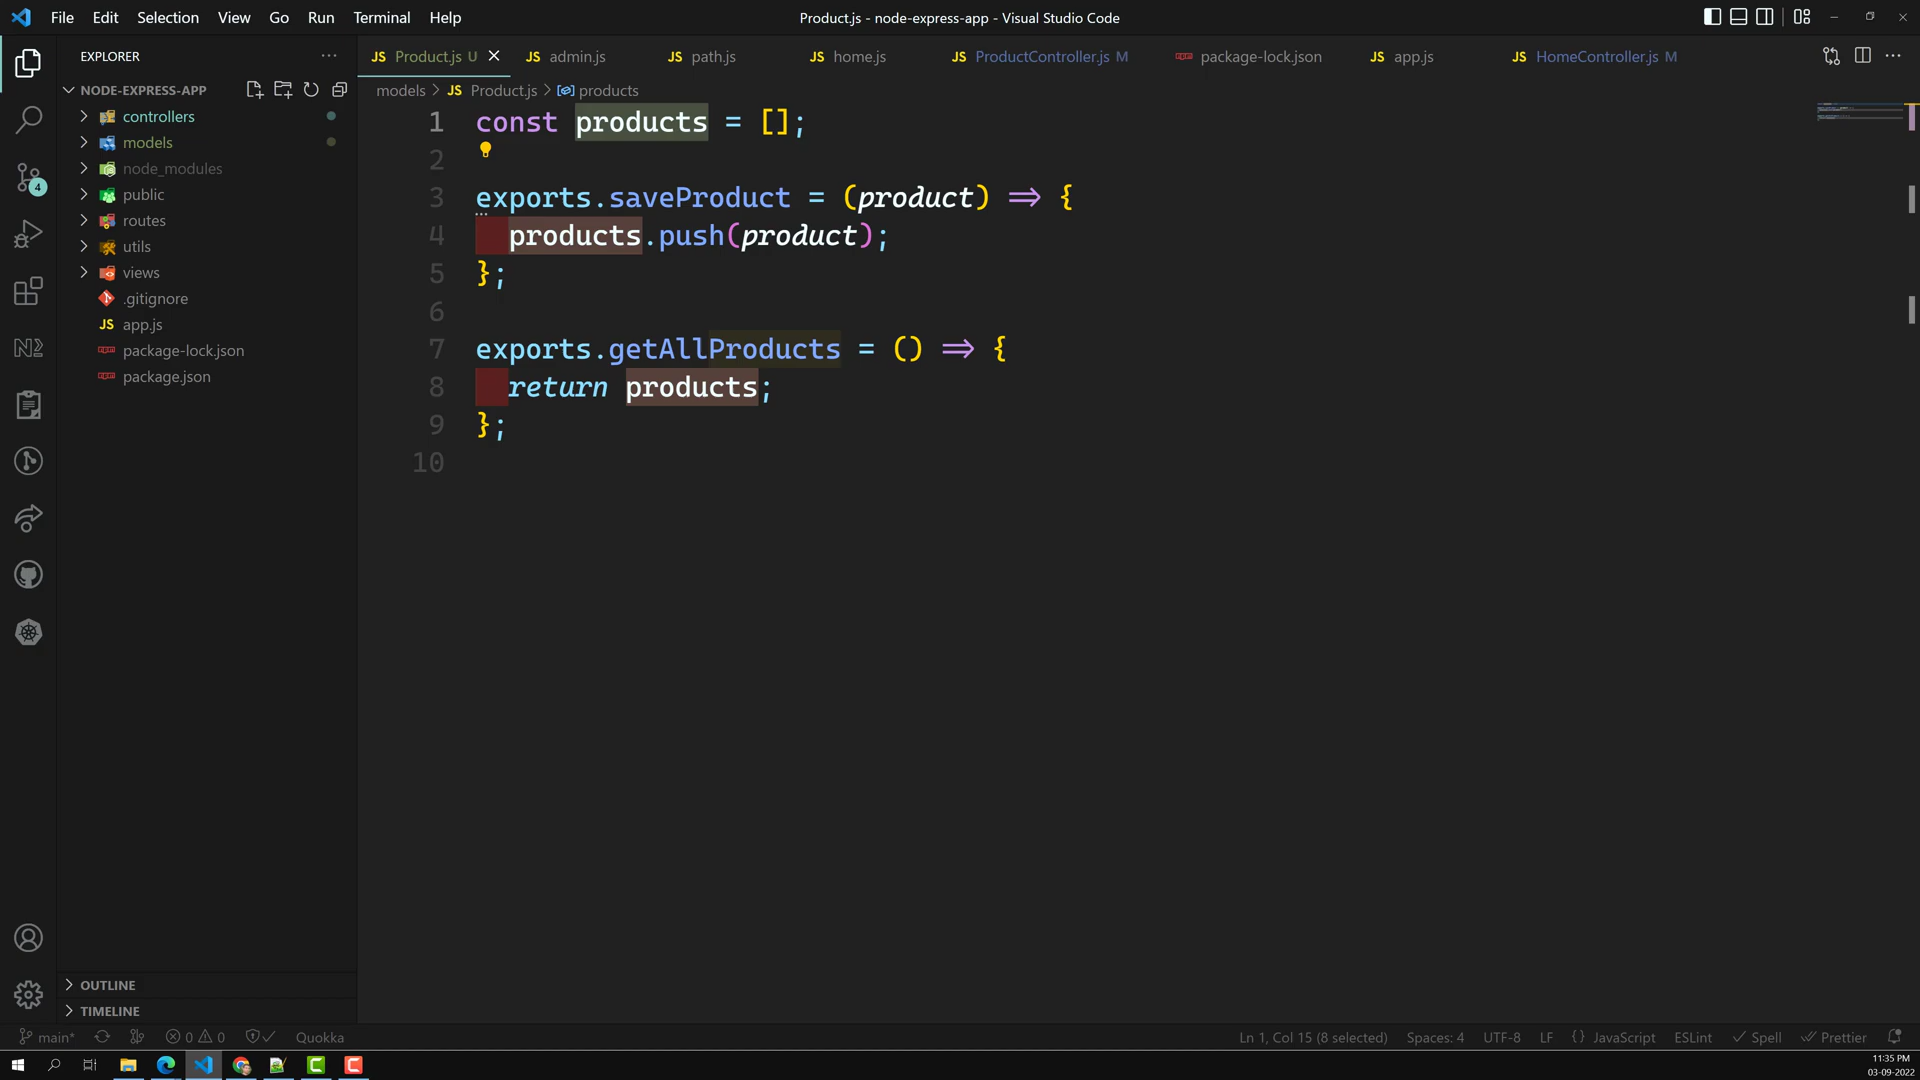 File Edit Selection View Go Run Terminal Help
Product.js - node-express-app - Visual Studio Code
EXPLORER
JS Product.js U
JS admin.js
JS path.js
JS home.js
JS ProductController.js M
package-lock.json
JS app.js
JS HomeController.js M
NODE-EXPRESS-APP
models > JS Product.js > products
controllers
models
node_modules
public
routes
utils
views
.gitignore
JS app.js
package-lock.json
package.json
1 const products = [];
2
3 exports.saveProduct = (product) => {
4 products.push(product);
5 };
6
7 exports.getAllProducts = () => {
8 return products;
9 };
10
4
OUTLINE
TIMELINE
main* 0 0 Quokka
Ln 1, Col 15 (8 selected) Spaces: 4 UTF-8 LF {} JavaScript ESLint Spell Prettier
11:35 PM
03-09-2022